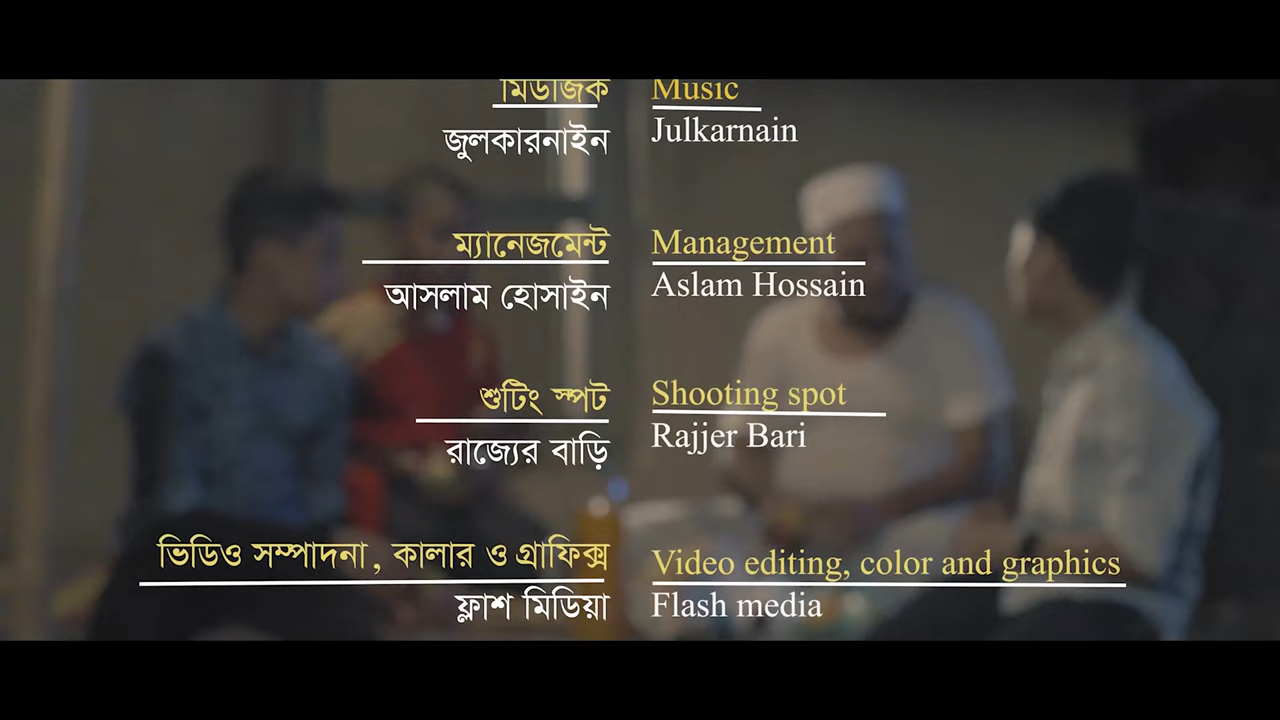 মিউজিক
Music
জুলকারনাইন
Julkarnain
ম্যানেজমেন্ট
Management
আসলাম হোসাইন
Aslam Hossain
শুটিং স্পট
Shooting spot
রাজ্যের বাড়ি
Rajjer Bari
ভিডিও সম্পাদনা, কালার ও গ্রাফিক্স
Video editing, color and graphics
ফ্লাশ মিডিয়া
Flash media